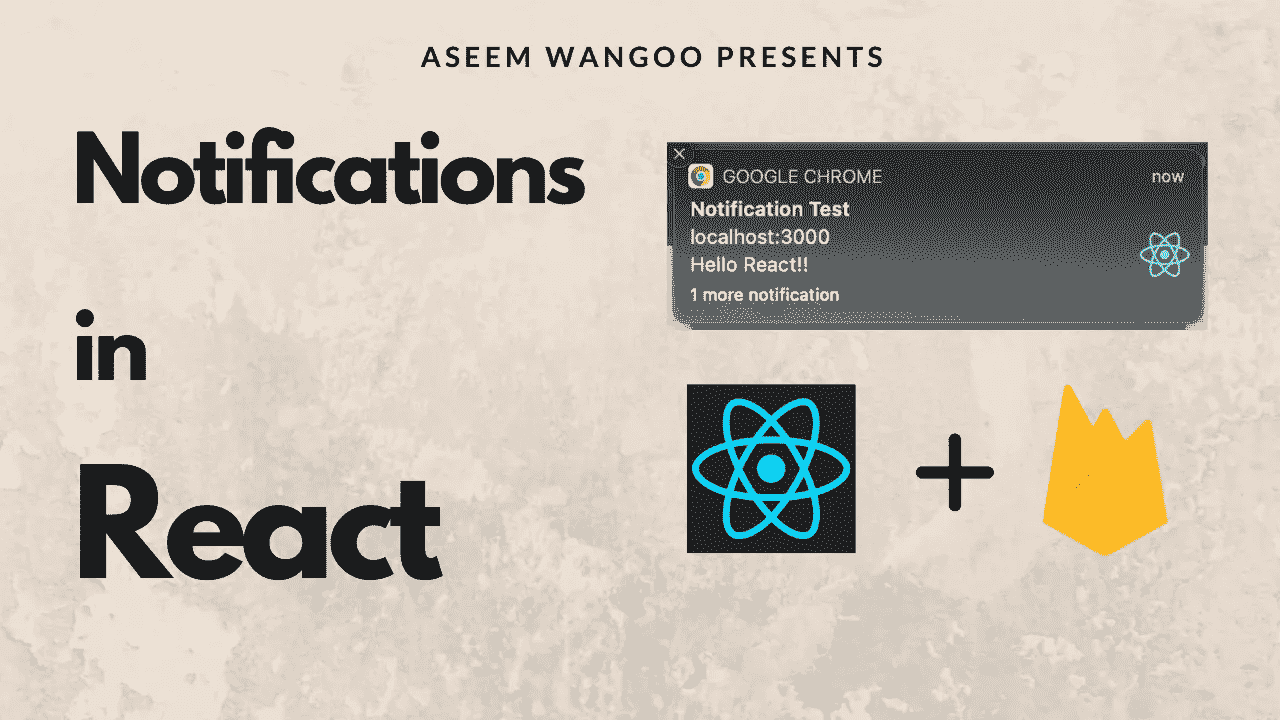 ASEEM WANGOO PRESENTS
Notifications
in
React
GOOGLE CHROME now
Notification Test
localhost:3000
Hello React!!
1 more notification